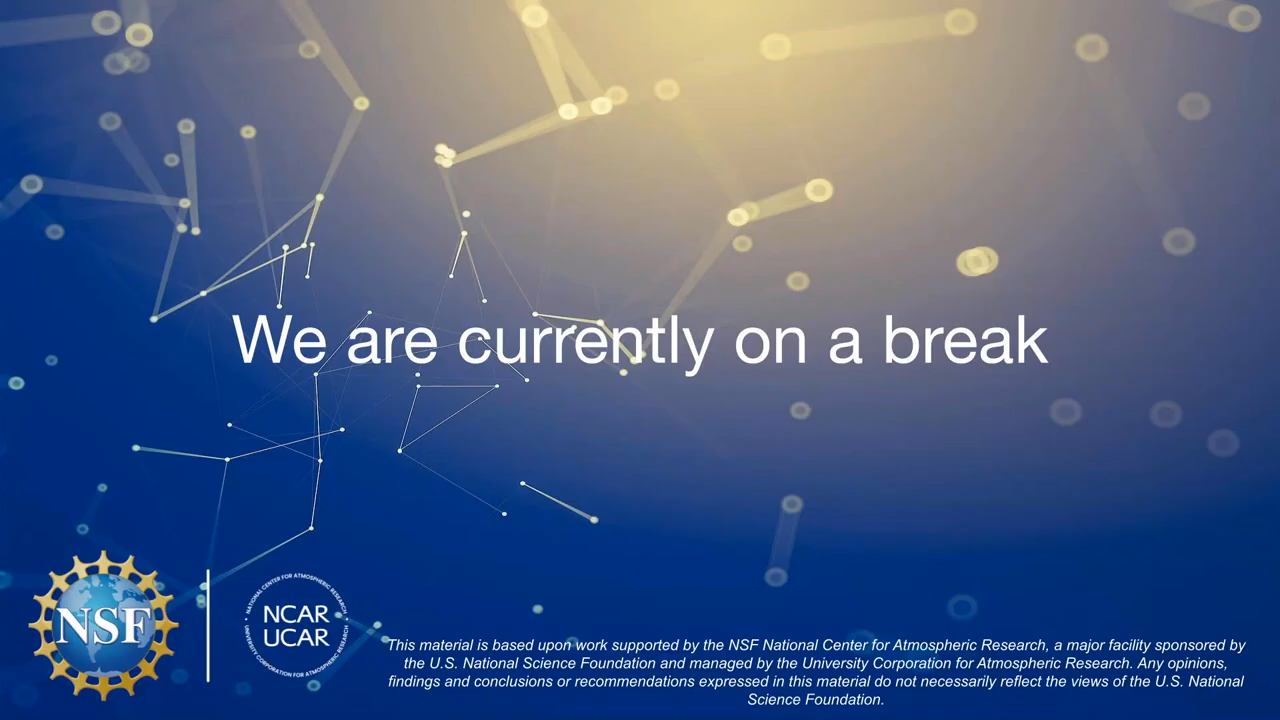 We are currently on a break
NSF
NATIONAL CENTER FOR ATMOSPHERIC RESEARCH
NCAR
UCAR
UNIVERSITY CORPORATION FOR ATMOSPHERIC RESEARCH
This material is based upon work supported by the NSF National Center for Atmospheric Research, a major facility sponsored by
the U.S. National Science Foundation and managed by the University Corporation for Atmospheric Research. Any opinions,
findings and conclusions or recommendations expressed in this material do not necessarily reflect the views of the U.S. National
Science Foundation.